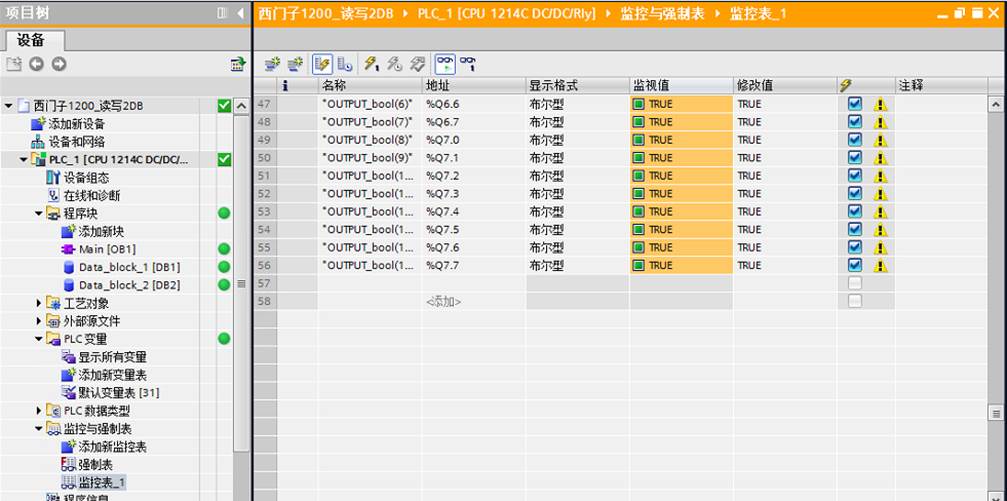 项目树
设备
西门子1200_读写2DB
添加新设备
设备和网络
PLC_1 [CPU 1214C DC/DC/...
设备组态
在线和诊断
程序块
添加新块
Main [OB1]
Data_block_1 [DB1]
Data_block_2 [DB2]
工艺对象
外部源文件
PLC 变量
显示所有变量
添加新变量表
默认变量表 [31]
PLC 数据类型
监控与强制表
添加新监控表
强制表
监控表_1
程序信息
西门子1200_读写2DB PLC_1 [CPU 1214C DC/DC/Rly] 监控与强制表 监控表_1
i 名称 地址 显示格式 监视值 修改值 注释
47 "OUTPUT_bool(6)" %Q6.6 布尔型 TRUE TRUE
48 "OUTPUT_bool(7)" %Q6.7 布尔型 TRUE TRUE
49 "OUTPUT_bool(8)" %Q7.0 布尔型 TRUE TRUE
50 "OUTPUT_bool(9)" %Q7.1 布尔型 TRUE TRUE
51 "OUTPUT_bool(1... %Q7.2 布尔型 TRUE TRUE
52 "OUTPUT_bool(1... %Q7.3 布尔型 TRUE TRUE
53 "OUTPUT_bool(1... %Q7.4 布尔型 TRUE TRUE
54 "OUTPUT_bool(1... %Q7.5 布尔型 TRUE TRUE
55 "OUTPUT_bool(1... %Q7.6 布尔型 TRUE TRUE
56 "OUTPUT_bool(1... %Q7.7 布尔型 TRUE TRUE
57
58 <添加>